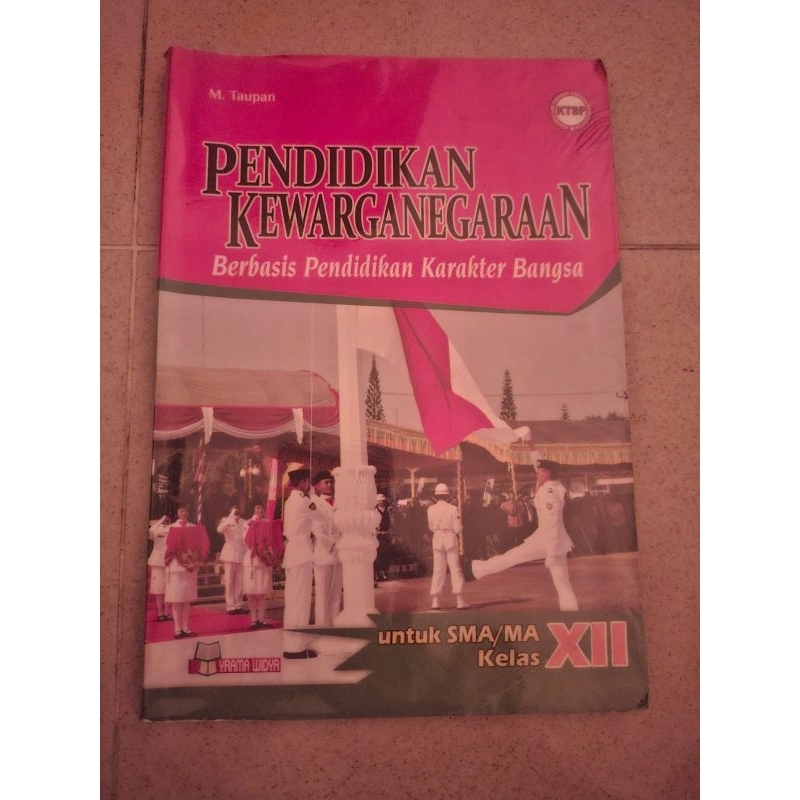 M. Taupan
KTSP
PENDIDIKAN
KEWARGANEGARAAN
Berbasis Pendidikan Karakter Bangsa
untuk SMA/MA
Kelas XII
YRAMA WIDYA